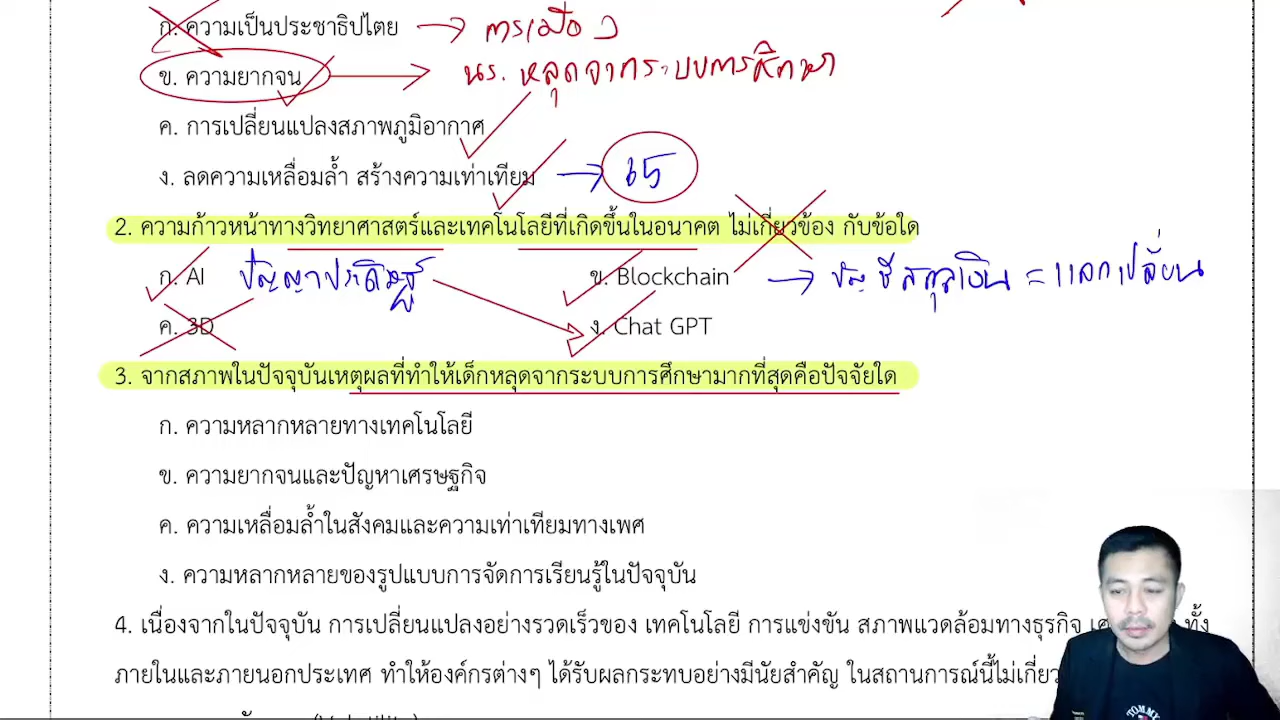 ก. ความเป็นประชาธิปไตย → การเมือง
ข. ความยากจน → นร. หลุดจากระบบการศึกษา
ค. การเปลี่ยนแปลงสภาพภูมิอากาศ
ง. ลดความเหลื่อมล้ำ สร้างความเท่าเทียม → 65
2. ความก้าวหน้าทางวิทยาศาสตร์และเทคโนโลยีที่เกิดขึ้นในอนาคต ไม่เกี่ยวข้อง กับข้อใด
ก. AI ปัญญาประดิษฐ์ ข. Blockchain → บัญชีสกุลเงิน = แลกเปลี่ยน
ค. 3D ง. Chat GPT
3. จากสภาพในปัจจุบันเหตุผลที่ทำให้เด็กหลุดจากระบบการศึกษามากที่สุดคือปัจจัยใด
ก. ความหลากหลายทางเทคโนโลยี
ข. ความยากจนและปัญหาเศรษฐกิจ
ค. ความเหลื่อมล้ำในสังคมและความเท่าเทียมทางเพศ
ง. ความหลากหลายของรูปแบบการจัดการเรียนรู้ในปัจจุบัน
4. เนื่องจากในปัจจุบัน การเปลี่ยนแปลงอย่างรวดเร็วของ เทคโนโลยี การแข่งขัน สภาพแวดล้อมทางธุรกิจ ทั้ง
ภายในและภายนอกประเทศ ทำให้องค์กรต่างๆ ได้รับผลกระทบอย่างมีนัยสำคัญ ในสถานการณ์นี้ไม่เกี่ยว
TOMMY